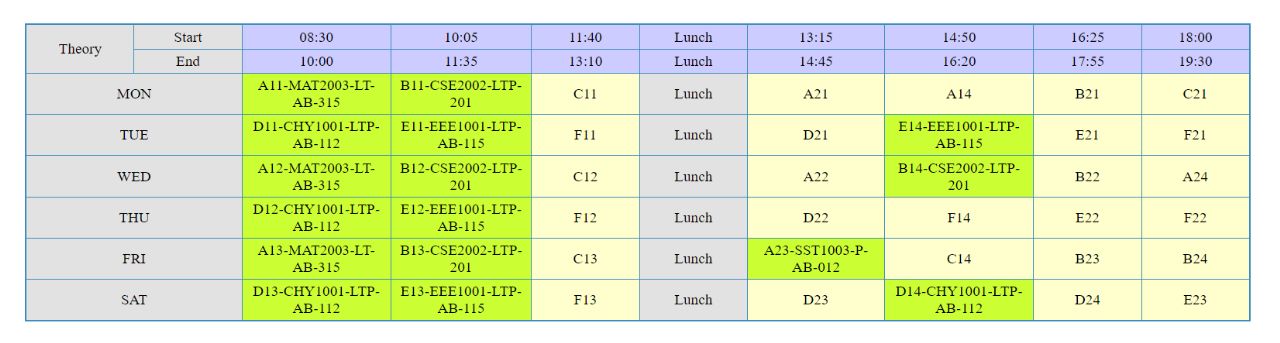 Theory Start 08:30 10:05 11:40 Lunch 13:15 14:50 16:25 18:00
End 10:00 11:35 13:10 Lunch 14:45 16:20 17:55 19:30
MON A11-MAT2003-LT-AB-315 B11-CSE2002-LTP-201 C11 Lunch A21 A14 B21 C21
TUE D11-CHY1001-LTP-AB-112 E11-EEE1001-LTP-AB-115 F11 Lunch D21 E14-EEE1001-LTP-AB-115 E21 F21
WED A12-MAT2003-LT-AB-315 B12-CSE2002-LTP-201 C12 Lunch A22 B14-CSE2002-LTP-201 B22 A24
THU D12-CHY1001-LTP-AB-112 E12-EEE1001-LTP-AB-115 F12 Lunch D22 F14 E22 F22
FRI A13-MAT2003-LT-AB-315 B13-CSE2002-LTP-201 C13 Lunch A23-SST1003-P-AB-012 C14 B23 B24
SAT D13-CHY1001-LTP-AB-112 E13-EEE1001-LTP-AB-115 F13 Lunch D23 D14-CHY1001-LTP-AB-112 D24 E23